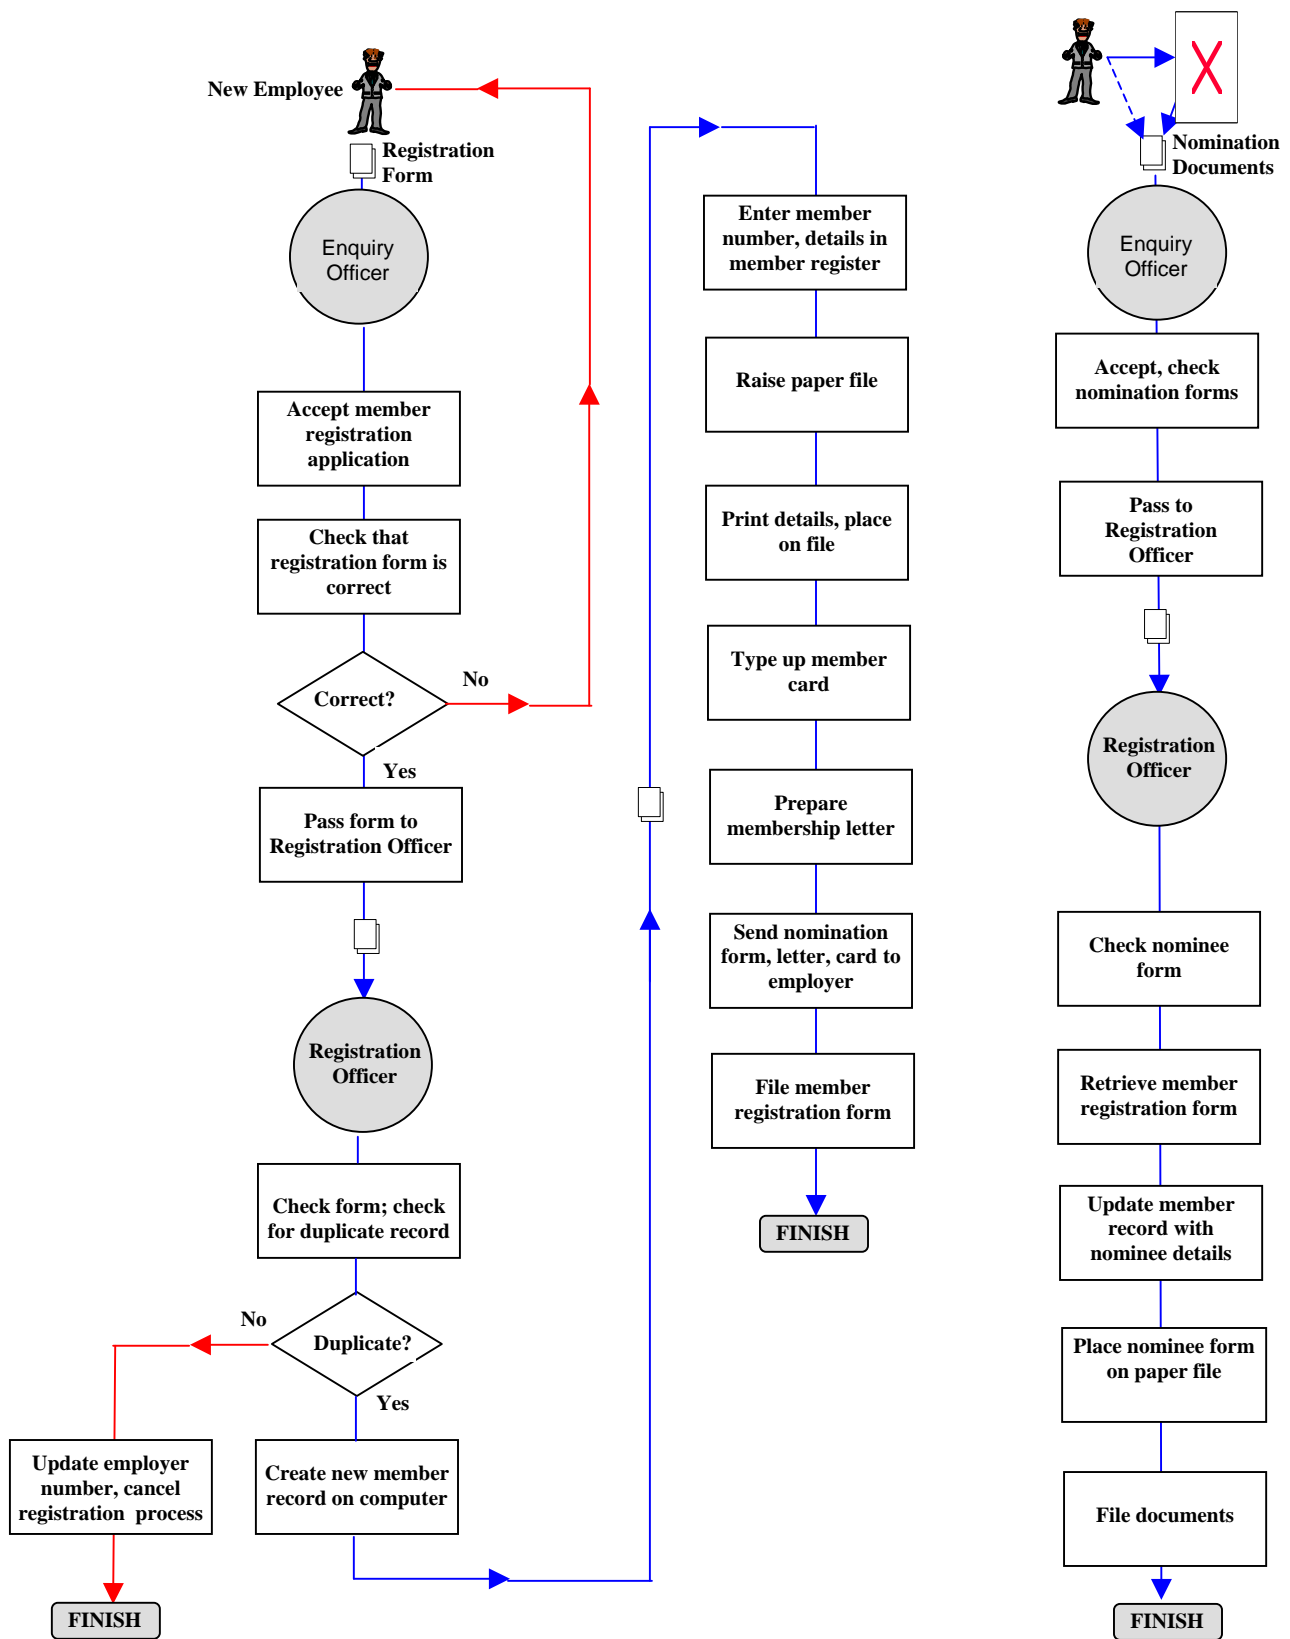 New Employee
Registration
Form
Enquiry
Officer
Accept member
registration
application
Check that
registration form is
correct
Correct?
No
Yes
Pass form to
Registration Officer
Registration
Officer
Check form; check
for duplicate record
Duplicate?
No
Yes
Update employer
number, cancel
registration process
FINISH
Create new member
record on computer
Enter member
number, details in
member register
Raise paper file
Print details, place
on file
Type up member
card
Prepare
membership letter
Send nomination
form, letter, card to
employer
File member
registration form
FINISH
X
Nomination
Documents
Enquiry
Officer
Accept, check
nomination forms
Pass to
Registration
Officer
Registration
Officer
Check nominee
form
Retrieve member
registration form
Update member
record with
nominee details
Place nominee form
on paper file
File documents
FINISH